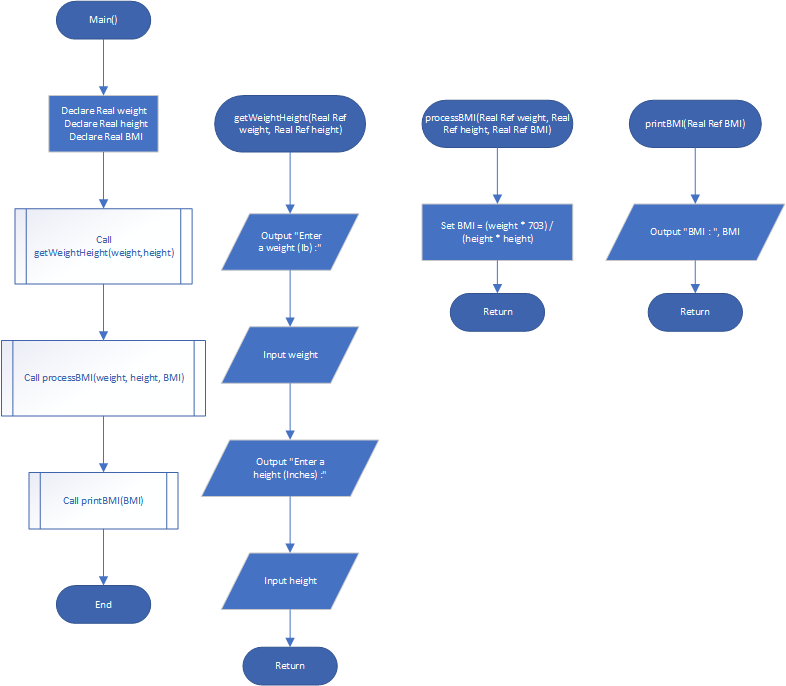 Main()
Declare Real weight
Declare Real height
Declare Real BMI
Call
getWeightHeight(weight,height)
Call processBMI(weight, height, BMI)
Call printBMI(BMI)
End
getWeightHeight(Real Ref
weight, Real Ref height)
Output "Enter
a weight (lb) :"
Input weight
Output "Enter a
height (Inches) :"
Input height
Return
processBMI(Real Ref weight, Real
Ref height, Real Ref BMI)
Set BMI = (weight * 703) /
(height * height)
Return
printBMI(Real Ref BMI)
Output "BMI : ", BMI
Return